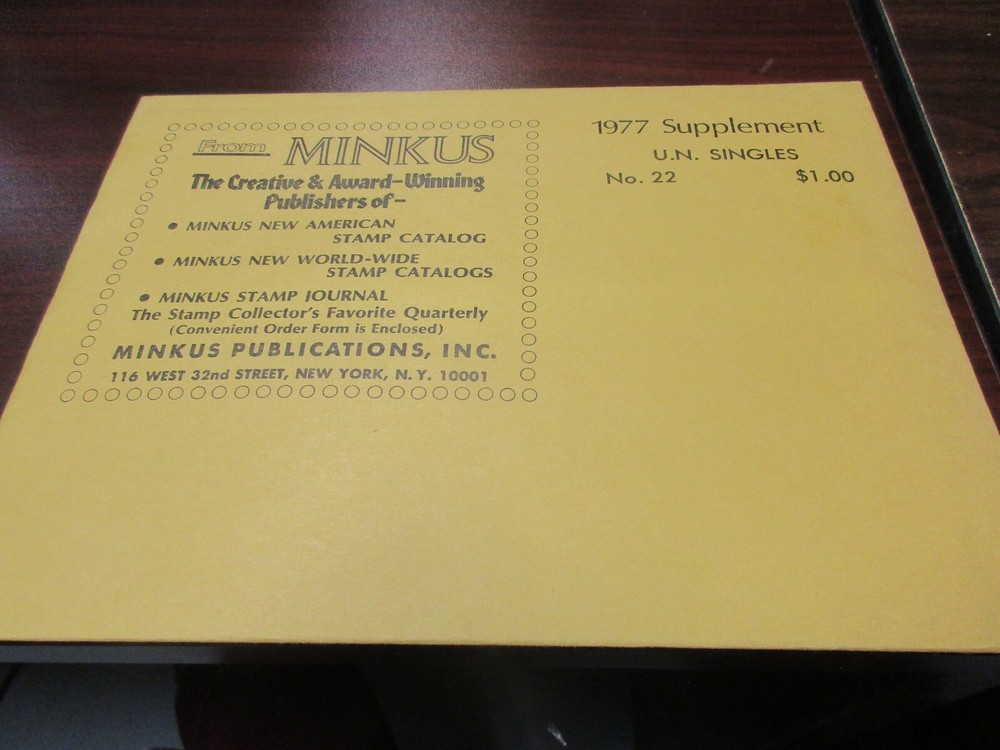 From MINKUS
The Creative & Award-Winning
Publishers of-
• MINKUS NEW AMERICAN
STAMP CATALOG
• MINKUS NEW WORLD-WIDE
STAMP CATALOGS
• MINKUS STAMP JOURNAL
The Stamp Collector's Favorite Quarterly
(Convenient Order Form is Enclosed)
MINKUS PUBLICATIONS, INC.
116 WEST 32nd STREET, NEW YORK, N.Y. 10001
1977 Supplement
U.N. SINGLES
No. 22 $1.00